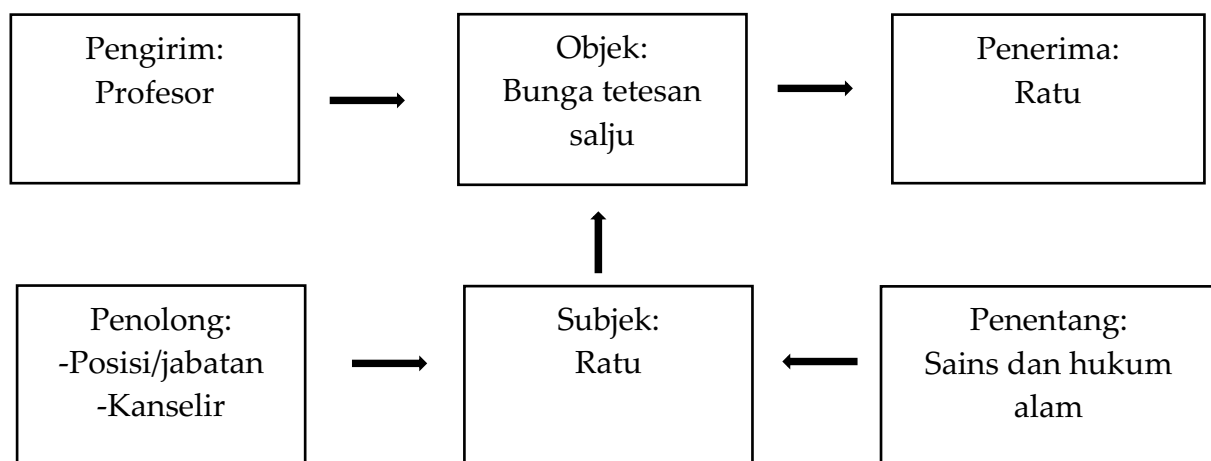 Pengirim:
Profesor
Objek:
Bunga tetesan
salju
Penerima:
Ratu
Penolong:
-Posisi/jabatan
-Kanselir
Subjek:
Ratu
Penentang:
Sains dan hukum
alam